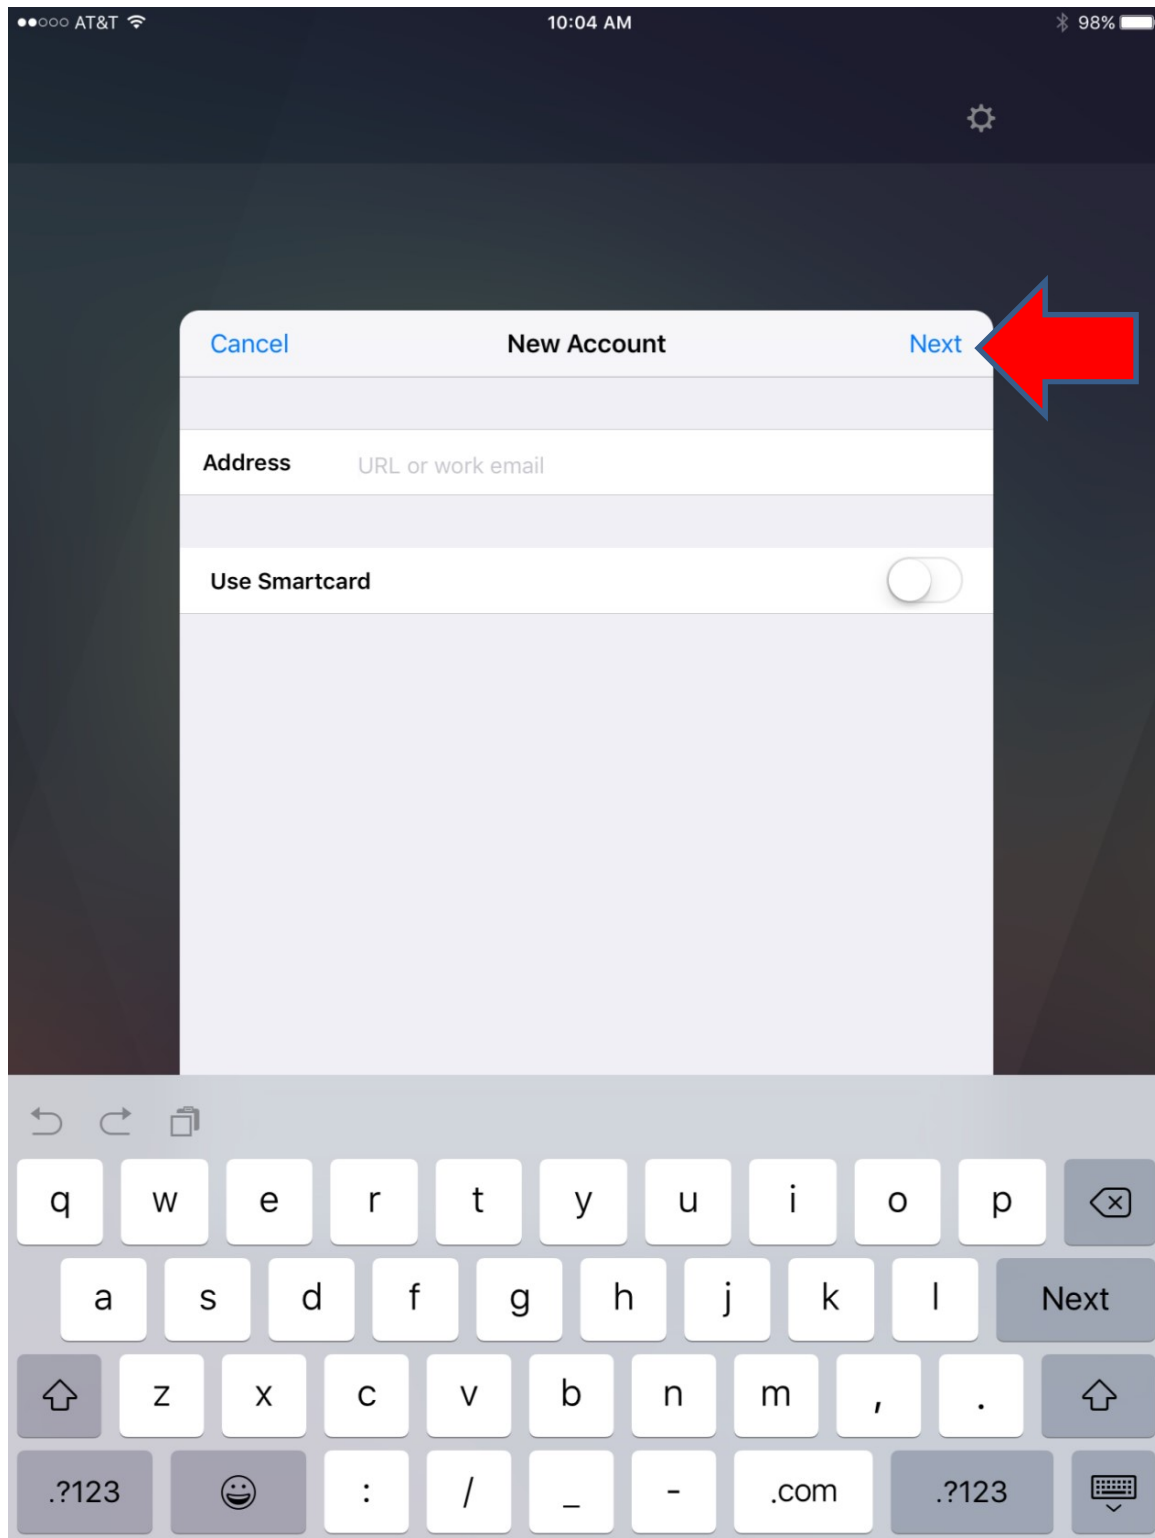 AT&T 10:04 AM 98%
Cancel New Account Next
Address URL or work email
Use Smartcard
q w e r t y u i o p
a s d f g h j k l Next
z x c v b n m , .
.?123 : / _ - .com .?123